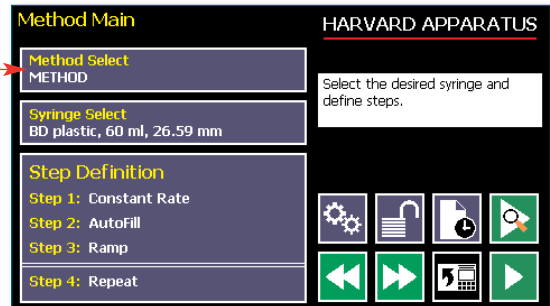 Method Main
Method Select
METHOD
Syringe Select
BD plastic, 60 ml, 26.59 mm
Step Definition
Step 1: Constant Rate
Step 2: AutoFill
Step 3: Ramp
Step 4: Repeat
HARVARD APPARATUS
Select the desired syringe and
define steps.